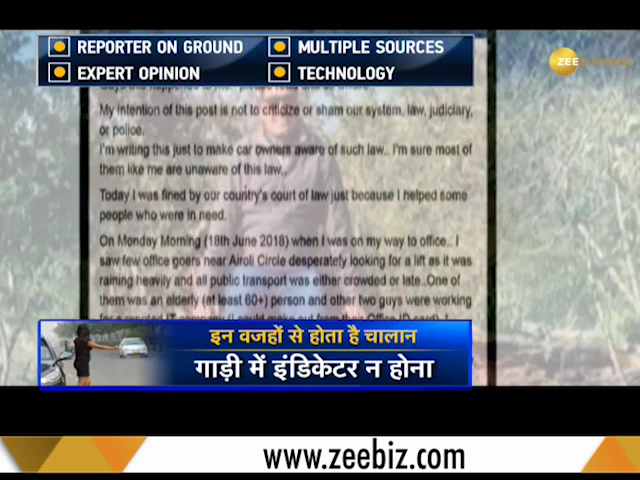 REPORTER ON GROUND
MULTIPLE SOURCES
EXPERT OPINION
TECHNOLOGY
ZEE
My intention of this post is not to criticize or sham our system, law, judiciary,
or police.
I'm writing this just to make car owners aware of such law.. I'm sure most of
them like me are unaware of this law..
Today I was fined by our country's court of law just because I helped some
people who were in need.
On Monday Morning (18th June 2018) when I was on my way to office.. I
saw few office goers near Airoli Circle desperately looking for a lift as it was
raining heavily and all public transport was either crowded or late..One of
them was an elderly (at least 60+) person and other two guys were working
इन वजहों से होता है चालान
गाड़ी में इंडिकेटर न होना
www.zeebiz.com